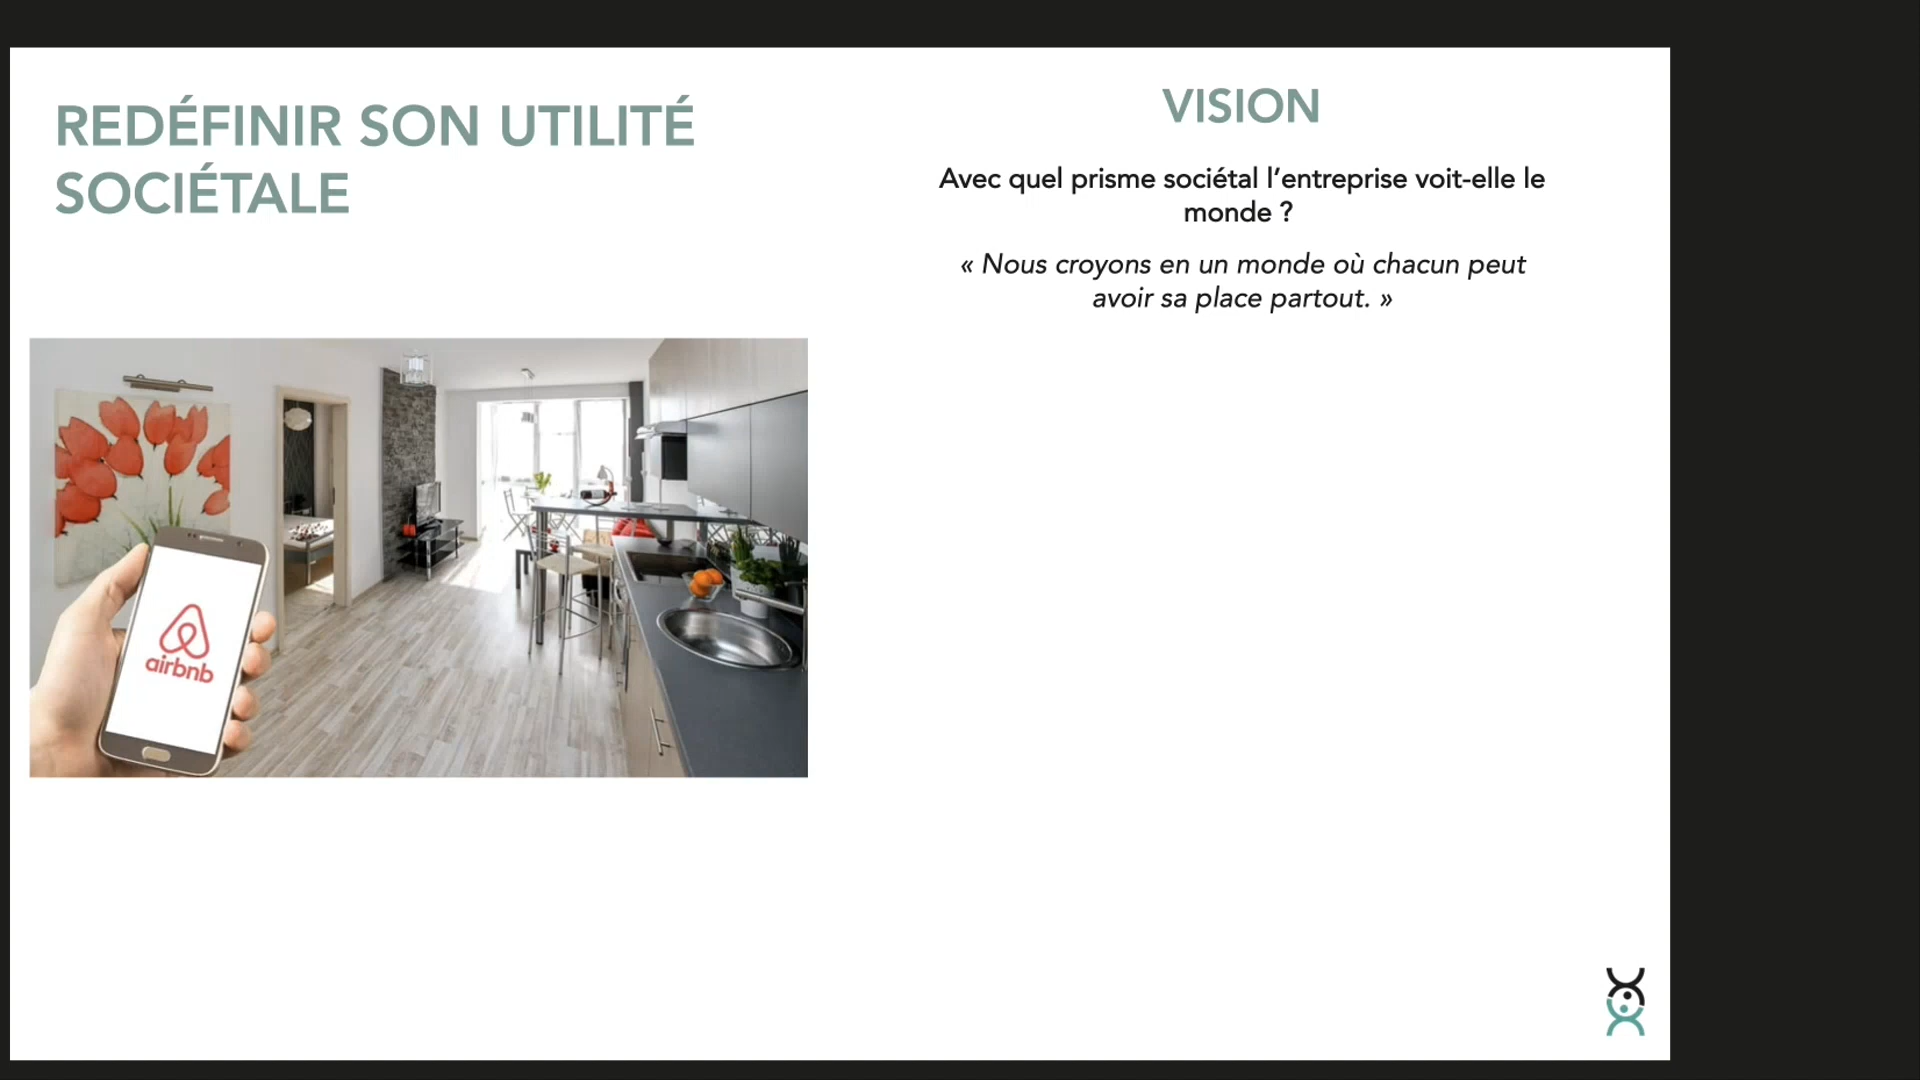 REDÉFINIR SON UTILITÉ
SOCIÉTALE
airbnb
VISION
Avec quel prisme sociétal l’entreprise voit-elle le
monde ?
« Nous croyons en un monde où chacun peut
avoir sa place partout. »